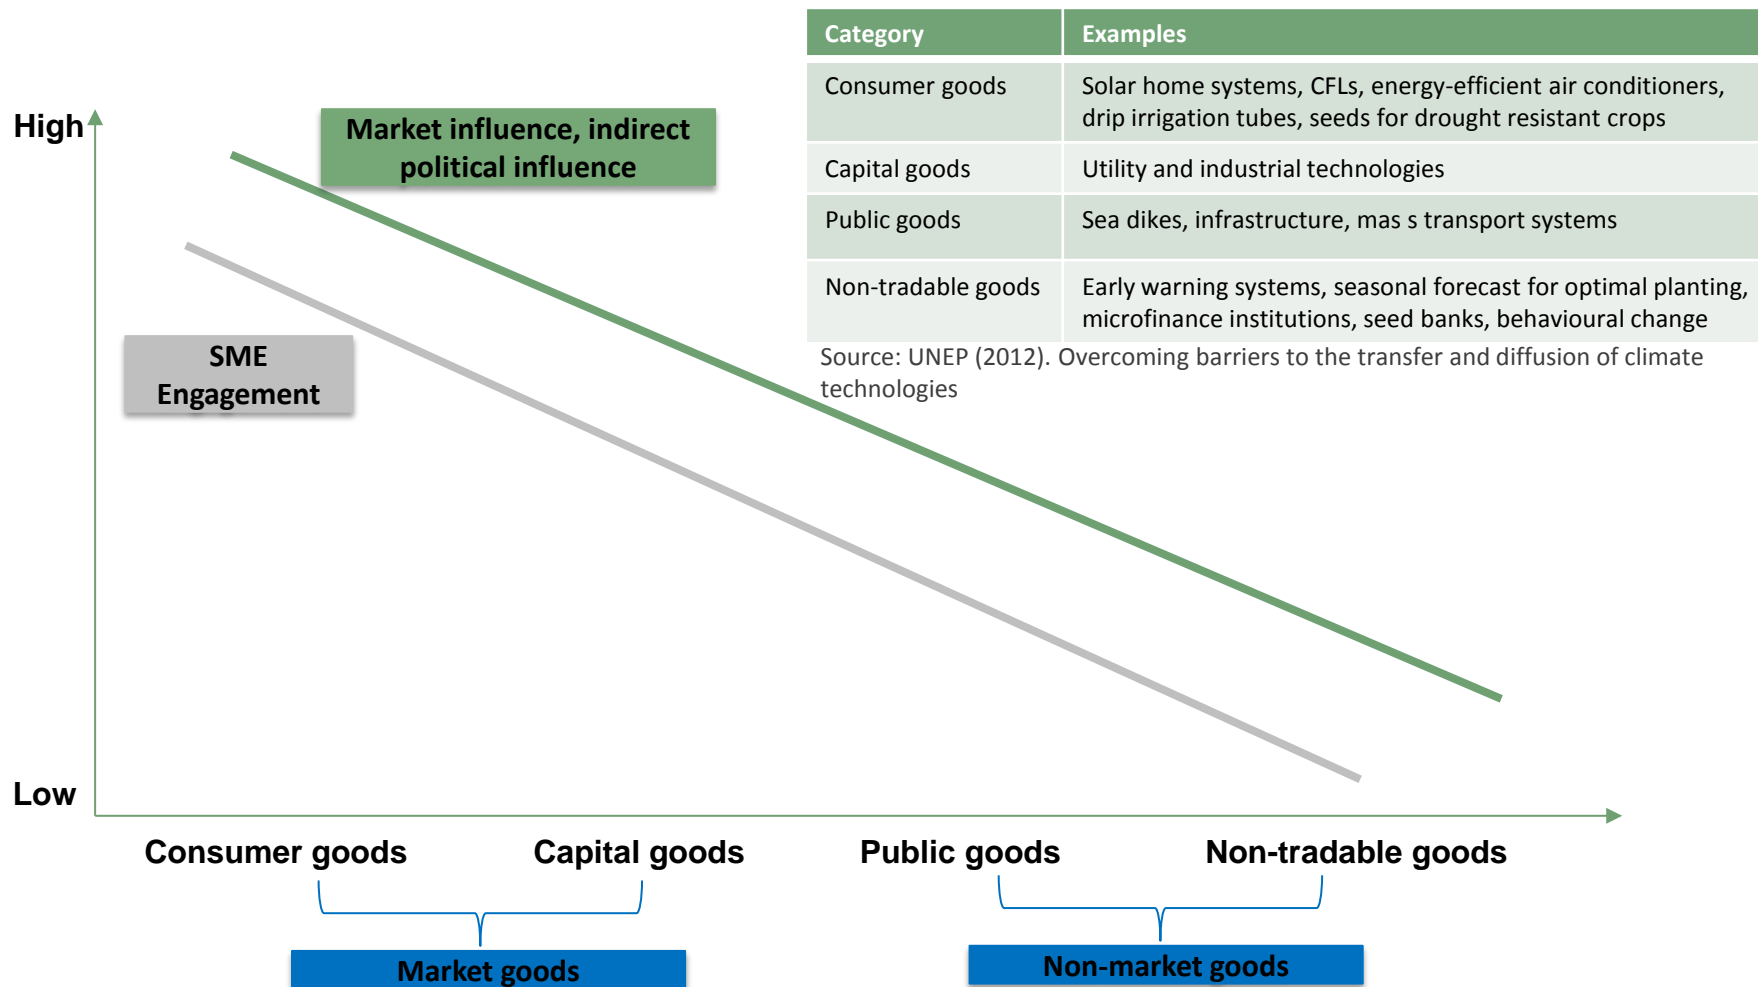 Category Examples
Consumer goods Solar home systems, CFLs, energy-efficient air conditioners,
drip irrigation tubes, seeds for drought resistant crops
Capital goods Utility and industrial technologies
Public goods Sea dikes, infrastructure, mas s transport systems
Non-tradable goods Early warning systems, seasonal forecast for optimal planting,
microfinance institutions, seed banks, behavioural change
Source: UNEP (2012). Overcoming barriers to the transfer and diffusion of climate
technologies
High
Market influence, indirect
political influence
SME
Engagement
Low
Consumer goods Capital goods Public goods Non-tradable goods
Market goods Non-market goods